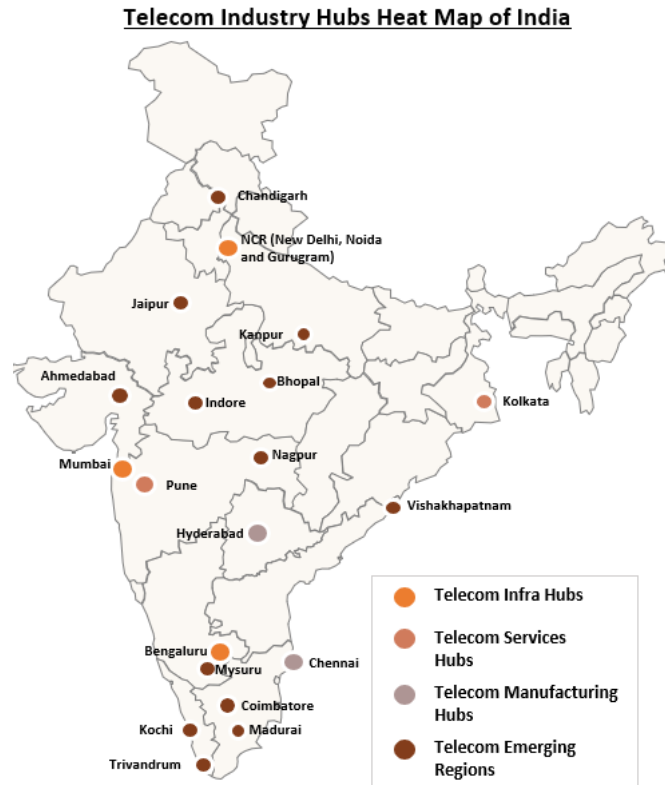 Telecom Industry Hubs Heat Map of India
Chandigarh
NCR (New Delhi, Noida
and Gurugram)
Jaipur
Kanpur
Ahmedabad
Bhopal
Indore
Kolkata
Nagpur
Mumbai
Pune
Vishakhapatnam
Hyderabad
Bengaluru
Mysuru
Chennai
Coimbatore
Kochi
Madurai
Trivandrum
Telecom Infra Hubs
Telecom Services
Hubs
Telecom Manufacturing
Hubs
Telecom Emerging
Regions